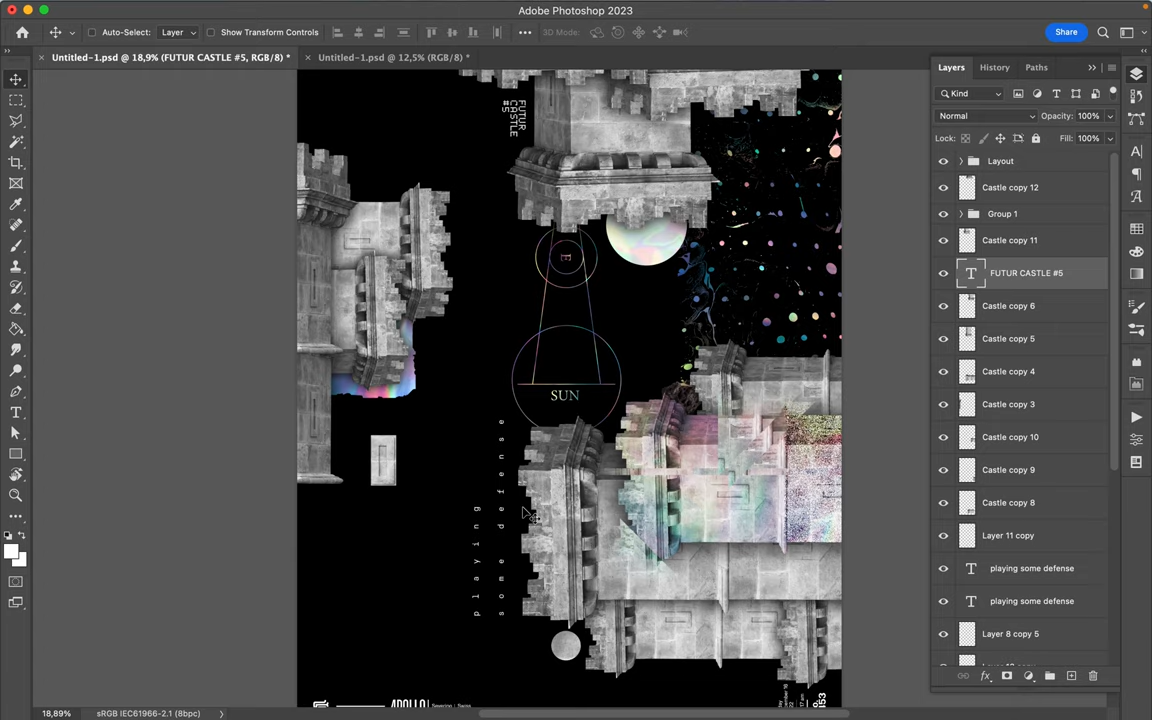 Adobe Photoshop 2023
Auto-Select:
Layer
Show Transform Controls
3D Mode:
Share
Untitled-1.psd @ 18,9% (FUTUR CASTLE #5, RGB/8) *
Untitled-1.psd @ 12,5% (RGB/8) *
Layers
History
Paths
Kind
Normal
Opacity:
100%
Lock:
Fill:
100%
Layout
Castle copy 12
Group 1
Castle copy 11
FUTUR CASTLE #5
Castle copy 6
Castle copy 5
Castle copy 4
Castle copy 3
Castle copy 10
Castle copy 9
Castle copy 8
Layer 11 copy
playing some defense
playing some defense
Layer 8 copy 5
FUTUR
CASTLE
#5
E
SUN
playing
some defense
APOLLO
18,89%
sRGB IEC61966-2.1 (8bpc)